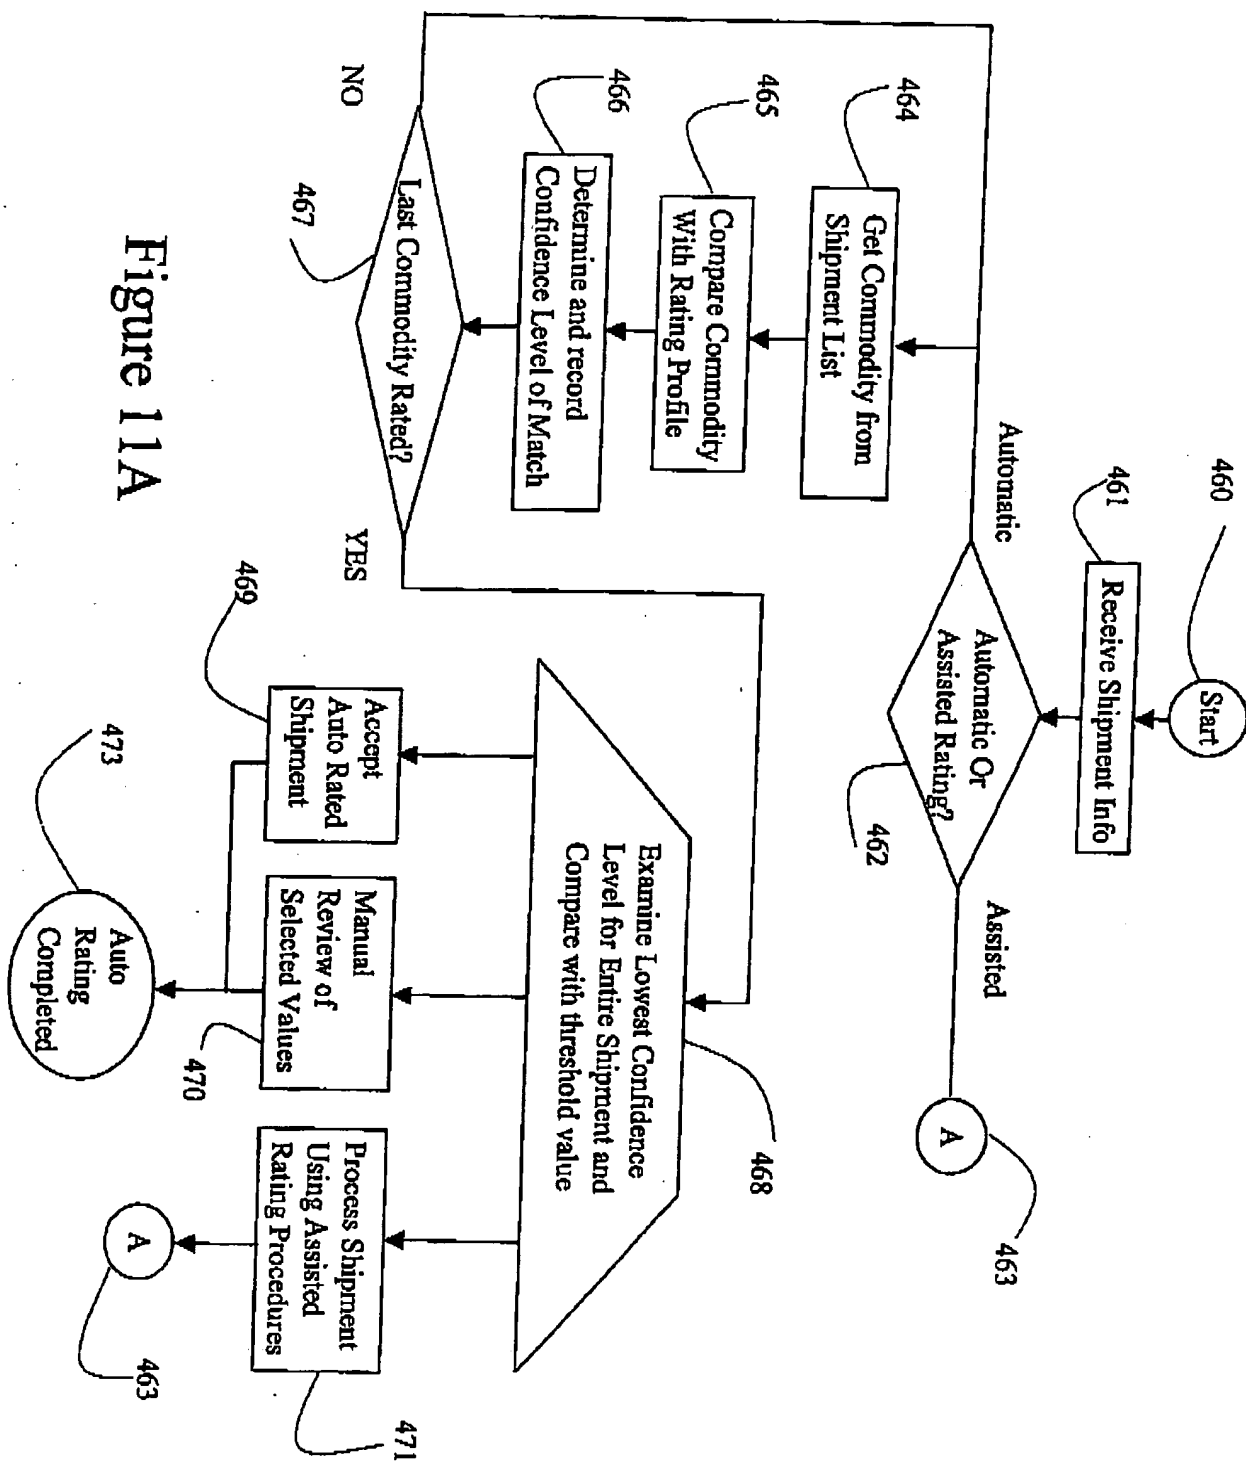 460
Start
461
Receive Shipment Info
Automatic Or
Assisted Rating?
462
Automatic
Assisted
A
463
464
Get Commodity from
Shipment List
465
Compare Commodity
With Rating Profile
466
Determine and record
Confidence Level of Match
Last Commodity Rated?
467
NO
YES
Examine Lowest Confidence
Level for Entire Shipment and
Compare with threshold value
468
Accept
Auto Rated
Shipment
469
Manual
Review of
Selected Values
470
Process Shipment
Using Assisted
Rating Procedures
471
473
Auto
Rating
Completed
A
463
Figure 11A